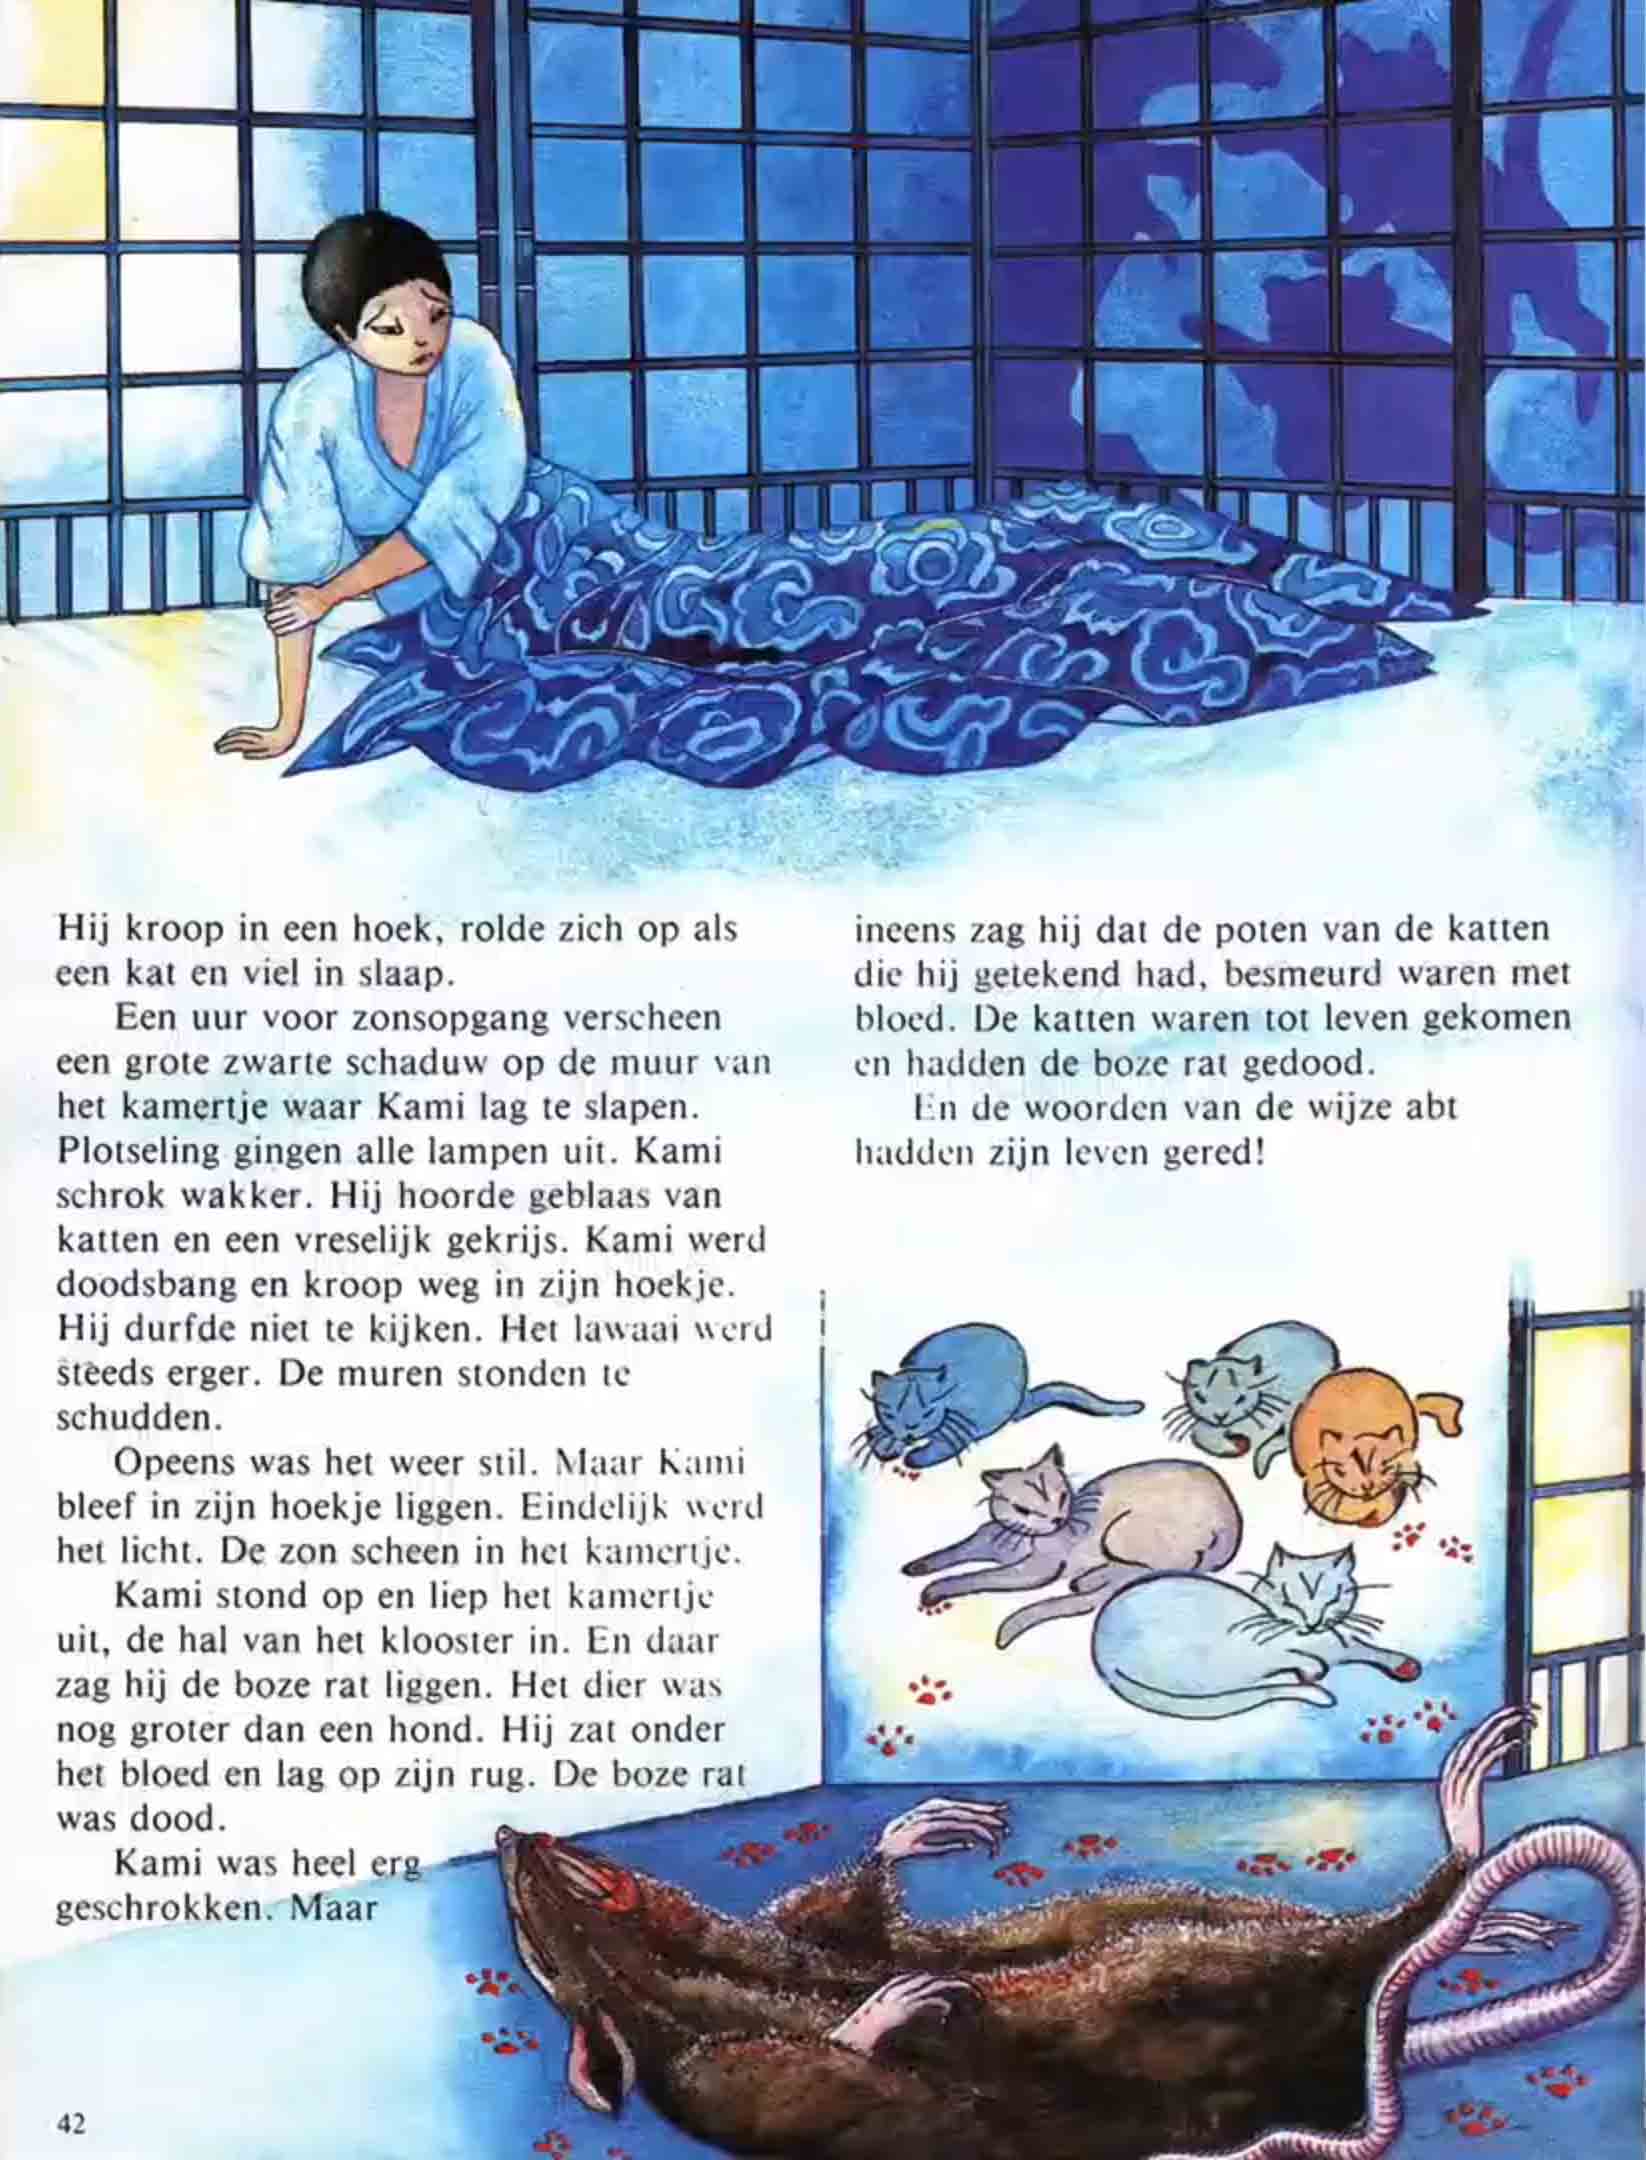 Hij kroop in een hoek, rolde zich op als
een kat en viel in slaap.
Een uur voor zonsopgang verscheen
een grote zwarte schaduw op de muur van
het kamertje waar Kami lag te slapen.
Plotseling gingen alle lampen uit. Kami
schrok wakker. Hij hoorde geblaas van
katten en een vreselijk gekrijs. Kami werd
doodsbang en kroop weg in zijn hoekje.
Hij durfde niet te kijken. Het lawaai werd
steeds erger. De muren stonden te
schudden.
Opeens was het weer stil. Maar Kami
bleef in zijn hoekje liggen. Eindelijk werd
het licht. De zon scheen in het kamertje.
Kami stond op en liep het kamertje
uit, de hal van het klooster in. En daar
zag hij de boze rat liggen. Het dier was
nog groter dan een hond. Hij zat onder
het bloed en lag op zijn rug. De boze rat
was dood.
Kami was heel erg
geschrokken. Maar
ineens zag hij dat de poten van de katten
die hij getekend had, besmeurd waren met
bloed. De katten waren tot leven gekomen
en hadden de boze rat gedood.
En de woorden van de wijze abt
hadden zijn leven gered!
42